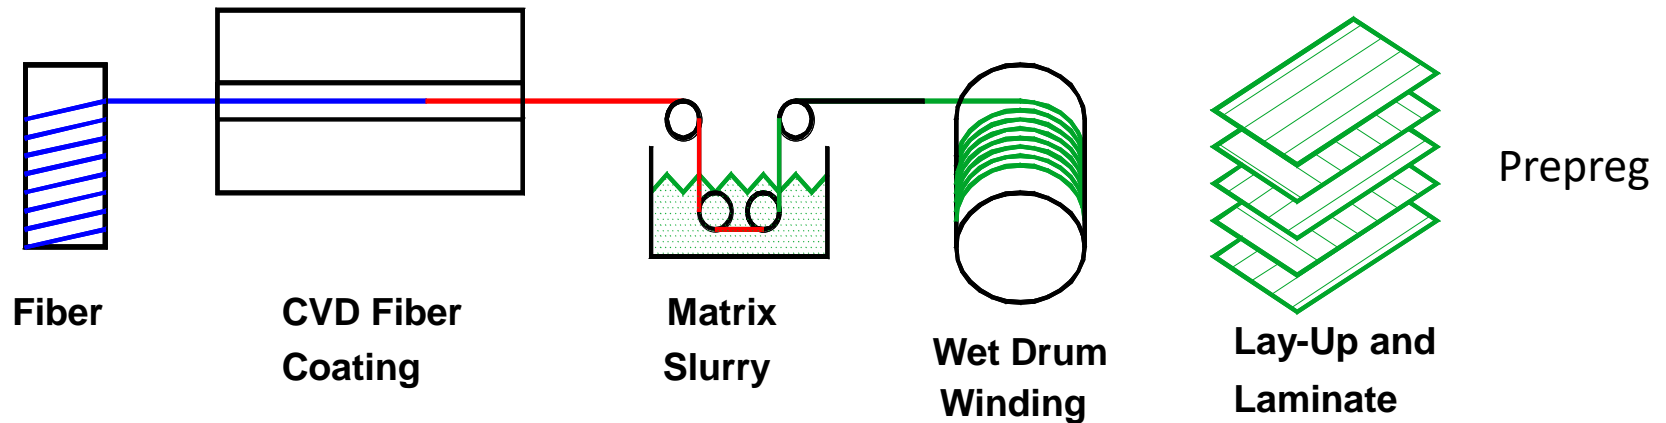 Fiber
CVD Fiber
Coating
Matrix
Slurry
Wet Drum
Winding
Lay-Up and
Laminate
Prepreg